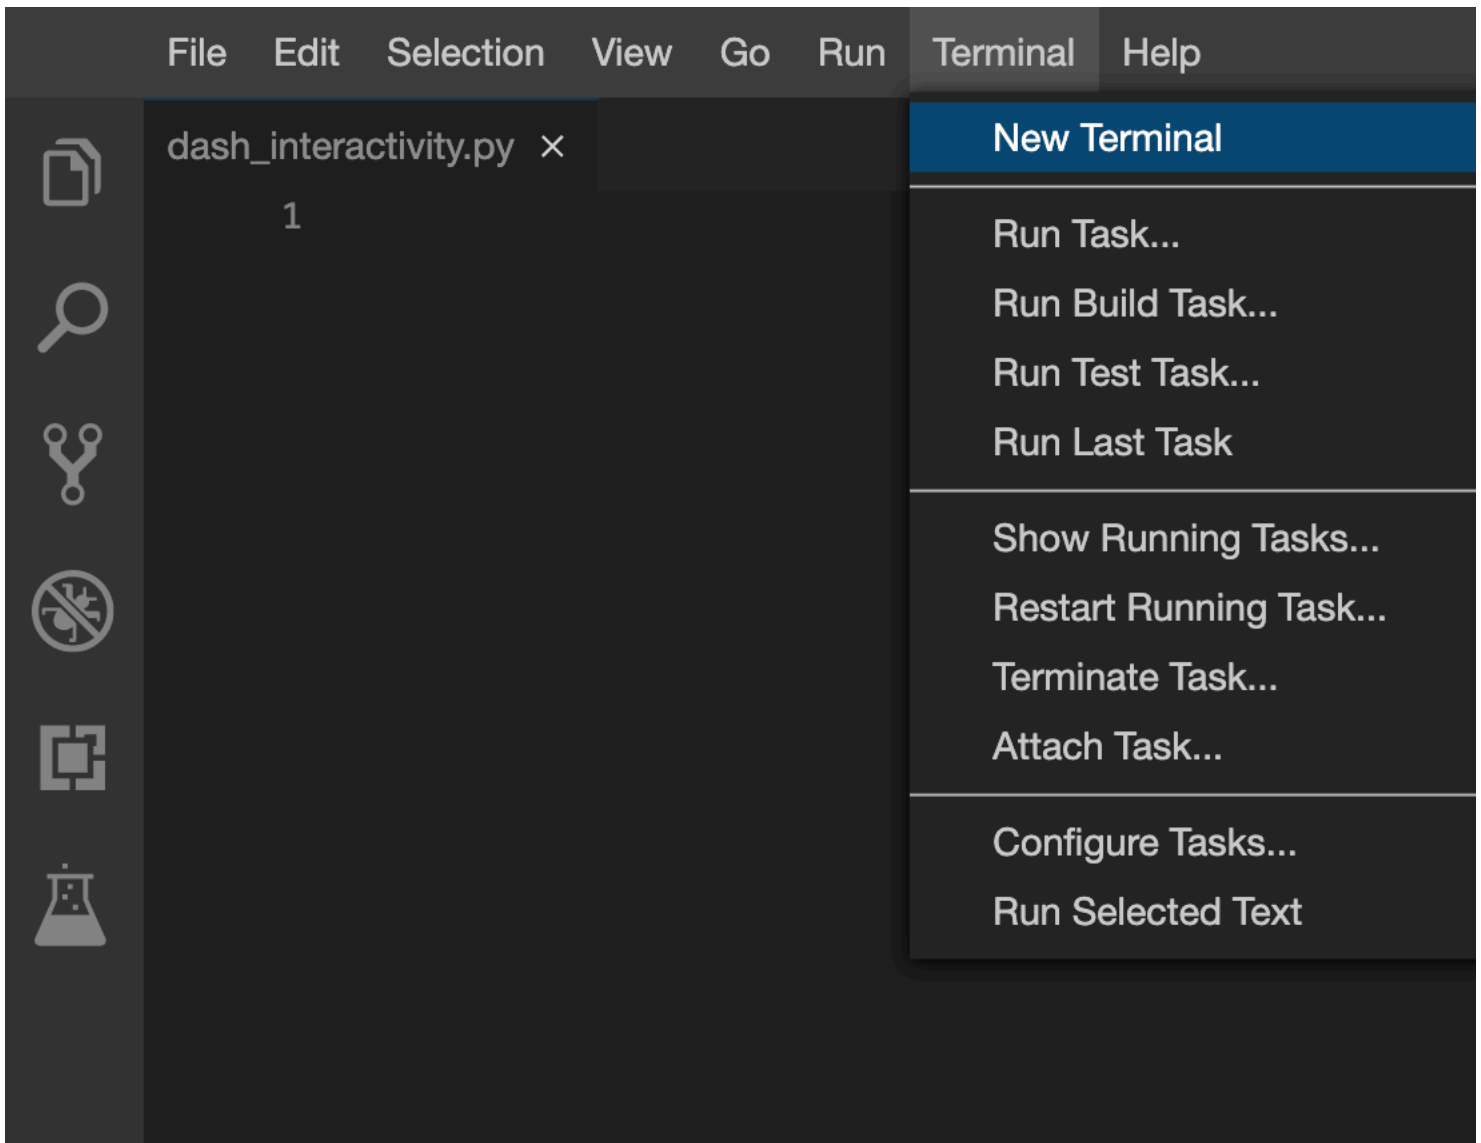 File Edit Selection View Go Run Terminal Help
dash_interactivity.py ×
1
New Terminal
Run Task...
Run Build Task...
Run Test Task...
Run Last Task
Show Running Tasks...
Restart Running Task...
Terminate Task...
Attach Task...
Configure Tasks...
Run Selected Text